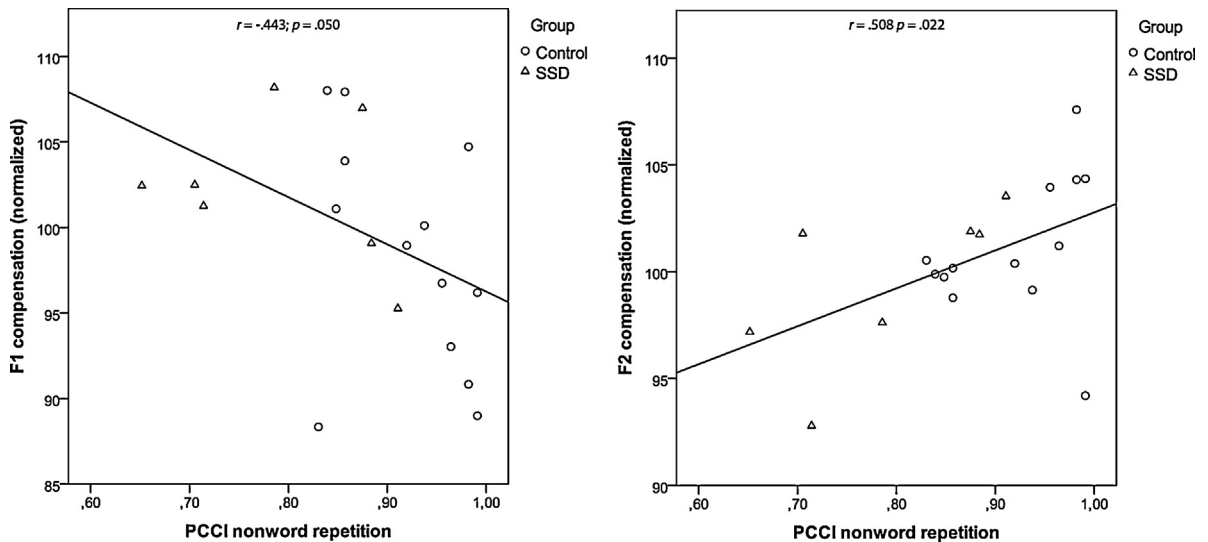 r = -.443; p = .050
Group
Control
SSD
F1 compensation (normalized)
110
105
100
95
90
85
,60
,70
,80
,90
1,00
PCCI nonword repetition
r = .508 p = .022
Group
Control
SSD
F2 compensation (normalized)
110
105
100
95
90
,60
,70
,80
,90
1,00
PCCI nonword repetition